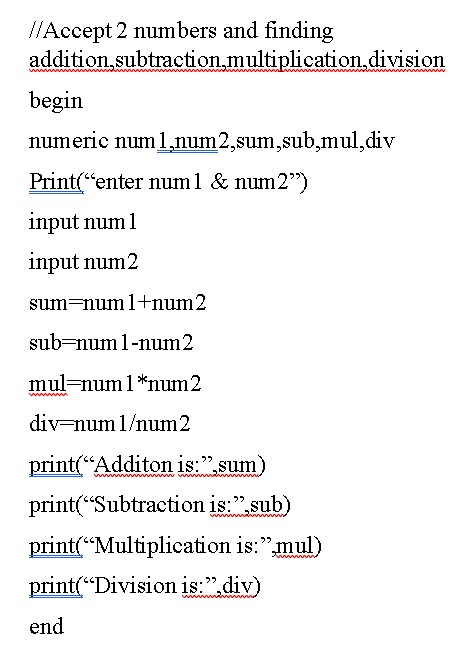 //Accept 2 numbers and finding
addition,subtraction,multiplication,division
begin
numeric num1,num2,sum,sub,mul,div
Print(“enter num1 & num2”)
input num1
input num2
sum=num1+num2
sub=num1-num2
mul=num1*num2
div=num1/num2
print(“Additon is:”,sum)
print(“Subtraction is:”,sub)
print(“Multiplication is:”,mul)
print(“Division is:”,div)
end